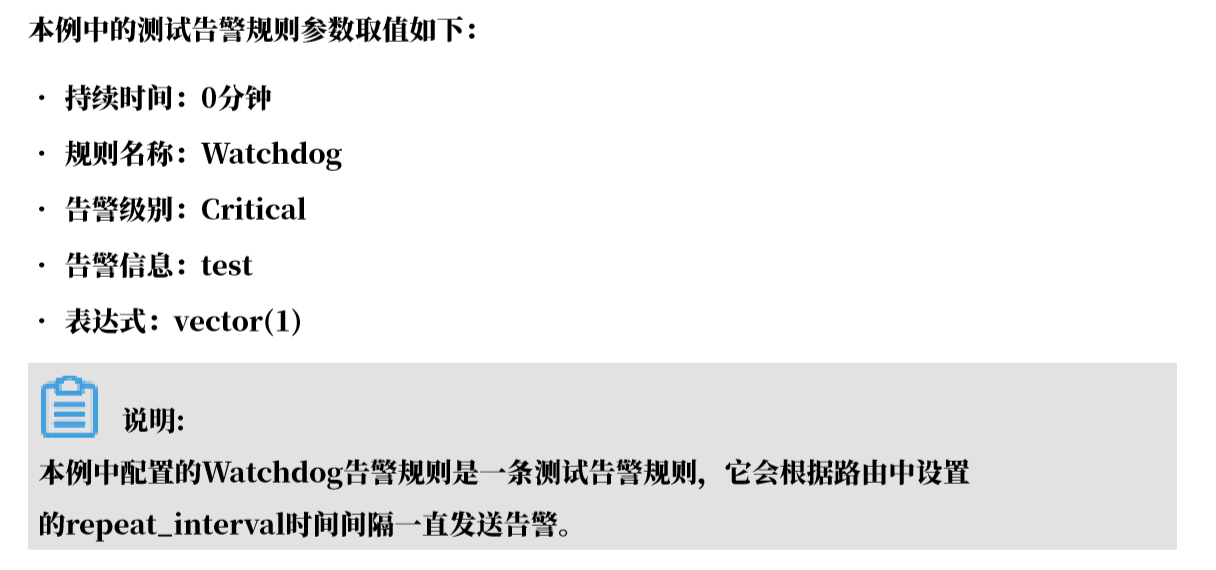 本例中的测试告警规则参数取值如下：
· 持续时间：0分钟
· 规则名称：Watchdog
· 告警级别：Critical
· 告警信息：test
· 表达式：vector(1)
说明:
本例中配置的Watchdog告警规则是一条测试告警规则，它会根据路由中设置
的repeat_interval时间间隔一直发送告警。